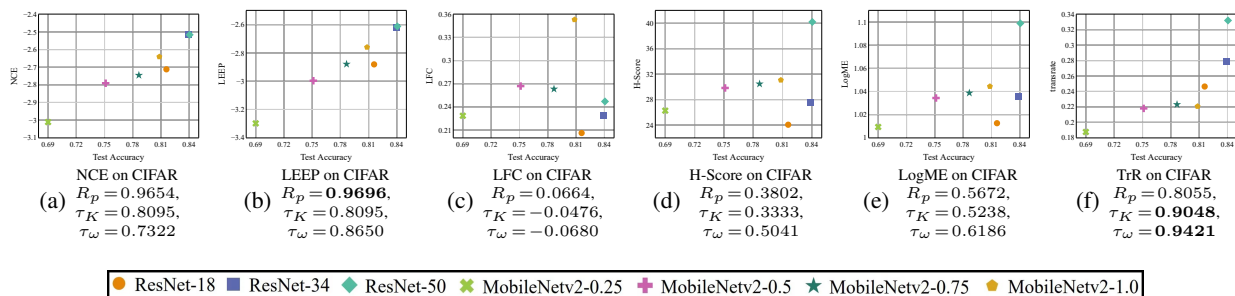 −2.4
−2.5
−2.6
−2.7
−2.8
−2.9
−3
−3.1
NCE
0.69 0.72 0.75 0.78 0.81 0.84
Test Accuracy
NCE on CIFAR
(a) R_p = 0.9654,
τ_K = 0.8095,
τ_ω = 0.7322
−2.6
−2.8
−3
−3.2
−3.4
LEEP
0.69 0.72 0.75 0.78 0.81 0.84
Test Accuracy
LEEP on CIFAR
(b) R_p = 0.9696,
τ_K = 0.8095,
τ_ω = 0.8650
0.36
0.33
0.3
0.27
0.24
0.21
LFC
0.69 0.72 0.75 0.78 0.81 0.84
Test Accuracy
LFC on CIFAR
(c) R_p = 0.0664,
τ_K = −0.0476,
τ_ω = −0.0680
40
36
32
28
24
H-Score
0.69 0.72 0.75 0.78 0.81 0.84
Test Accuracy
H-Score on CIFAR
(d) R_p = 0.3802,
τ_K = 0.3333,
τ_ω = 0.5041
1.1
1.08
1.06
1.04
1.02
1
LogME
0.69 0.72 0.75 0.78 0.81 0.84
Test Accuracy
LogME on CIFAR
(e) R_p = 0.5672,
τ_K = 0.5238,
τ_ω = 0.6186
0.34
0.32
0.3
0.28
0.26
0.24
0.22
0.2
0.18
transrate
0.69 0.72 0.75 0.78 0.81 0.84
Test Accuracy
TrR on CIFAR
(f) R_p = 0.8055,
τ_K = 0.9048,
τ_ω = 0.9421
ResNet-18 ResNet-34 ResNet-50 MobileNetv2-0.25 MobileNetv2-0.5 MobileNetv2-0.75 MobileNetv2-1.0